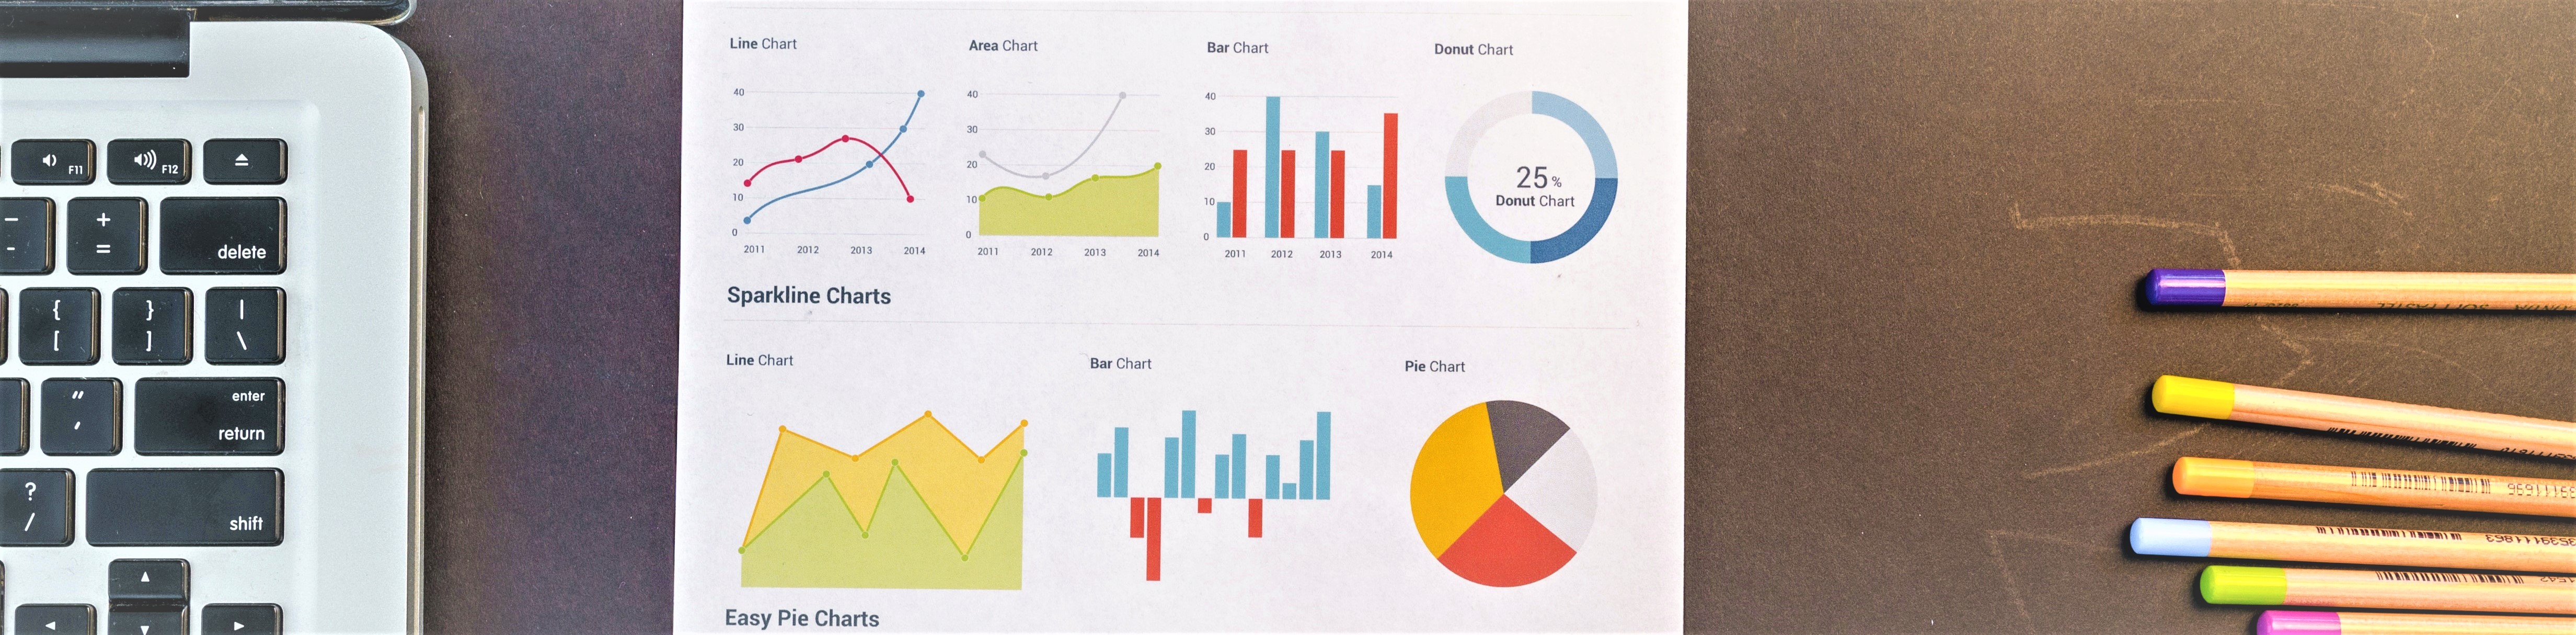 F11
F12
—
-
+
=
delete
{
[
}
]
|
\
"
'
enter
return
?
/
shift
Line Chart
Area Chart
Bar Chart
Donut Chart
40
30
20
10
0
2011 2012 2013 2014
40
30
20
10
0
2011 2012 2013 2014
40
30
20
10
0
2011 2012 2013 2014
25%
Donut Chart
Sparkline Charts
Line Chart
Bar Chart
Pie Chart
Easy Pie Charts